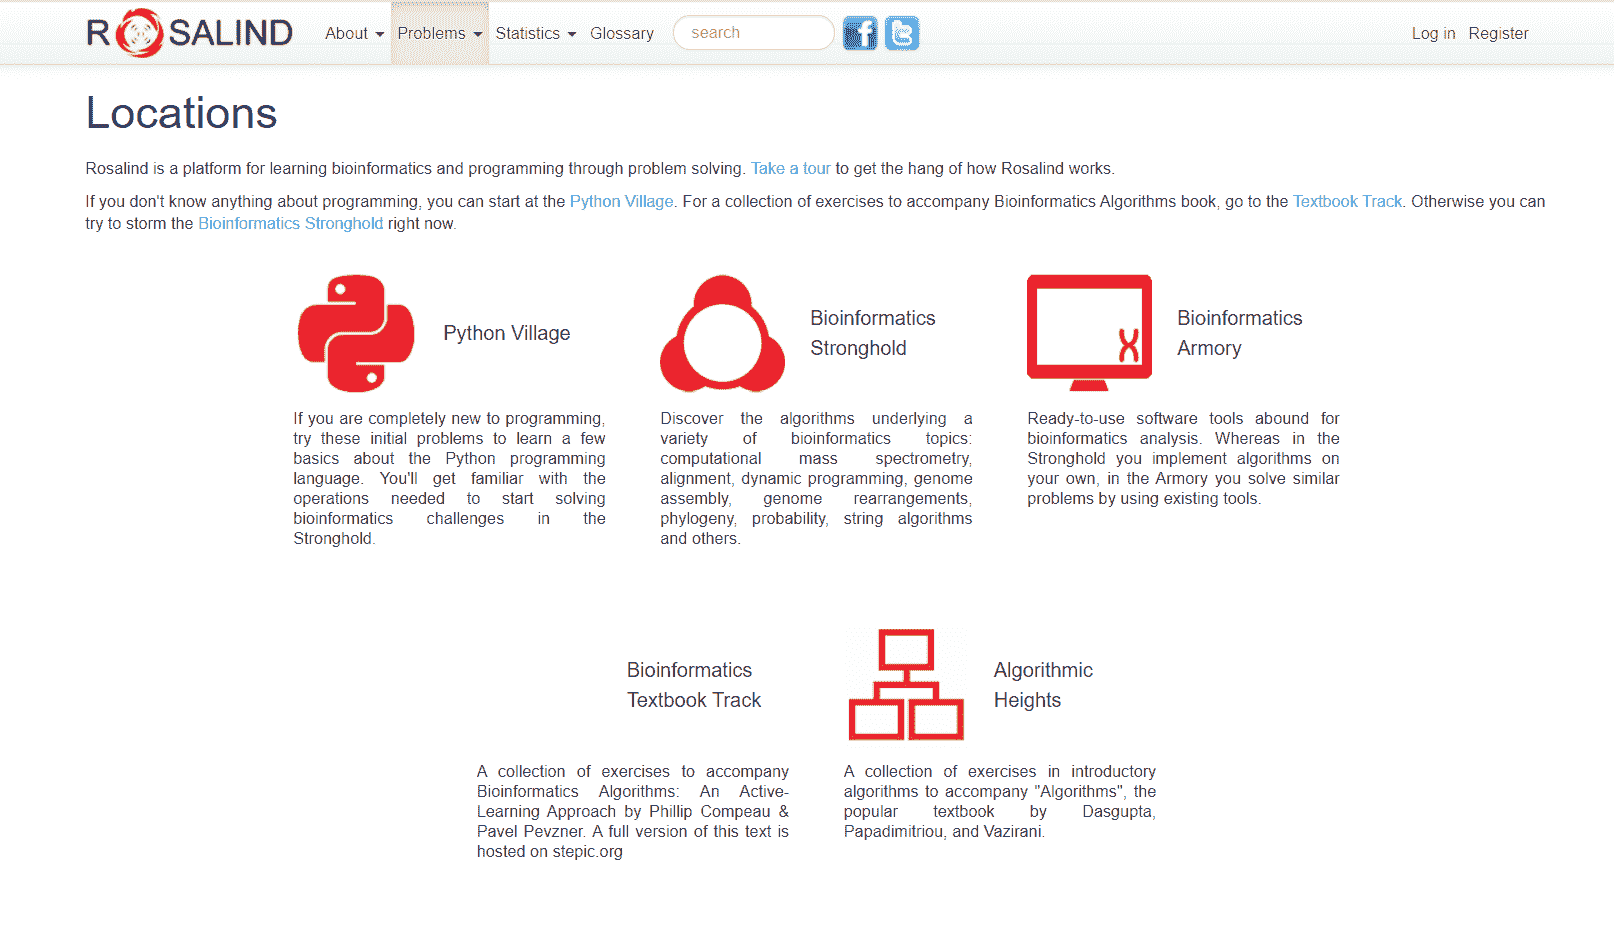 ROSALIND About Problems Statistics Glossary search Log in Register
Locations
Rosalind is a platform for learning bioinformatics and programming through problem solving. Take a tour to get the hang of how Rosalind works.
If you don't know anything about programming, you can start at the Python Village. For a collection of exercises to accompany Bioinformatics Algorithms book, go to the Textbook Track. Otherwise you can
try to storm the Bioinformatics Stronghold right now.
Python Village
If you are completely new to programming,
try these initial problems to learn a few
basics about the Python programming
language. You'll get familiar with the
operations needed to start solving
bioinformatics challenges in the
Stronghold.
Bioinformatics
Stronghold
Discover the algorithms underlying a
variety of bioinformatics topics:
computational mass spectrometry,
alignment, dynamic programming, genome
assembly, genome rearrangements,
phylogeny, probability, string algorithms
and others.
Bioinformatics
Armory
Ready-to-use software tools abound for
bioinformatics analysis. Whereas in the
Stronghold you implement algorithms on
your own, in the Armory you solve similar
problems by using existing tools.
Bioinformatics
Textbook Track
A collection of exercises to accompany
Bioinformatics Algorithms: An Active-
Learning Approach by Phillip Compeau &
Pavel Pevzner. A full version of this text is
hosted on stepic.org
Algorithmic
Heights
A collection of exercises in introductory
algorithms to accompany "Algorithms", the
popular textbook by Dasgupta,
Papadimitriou, and Vazirani.